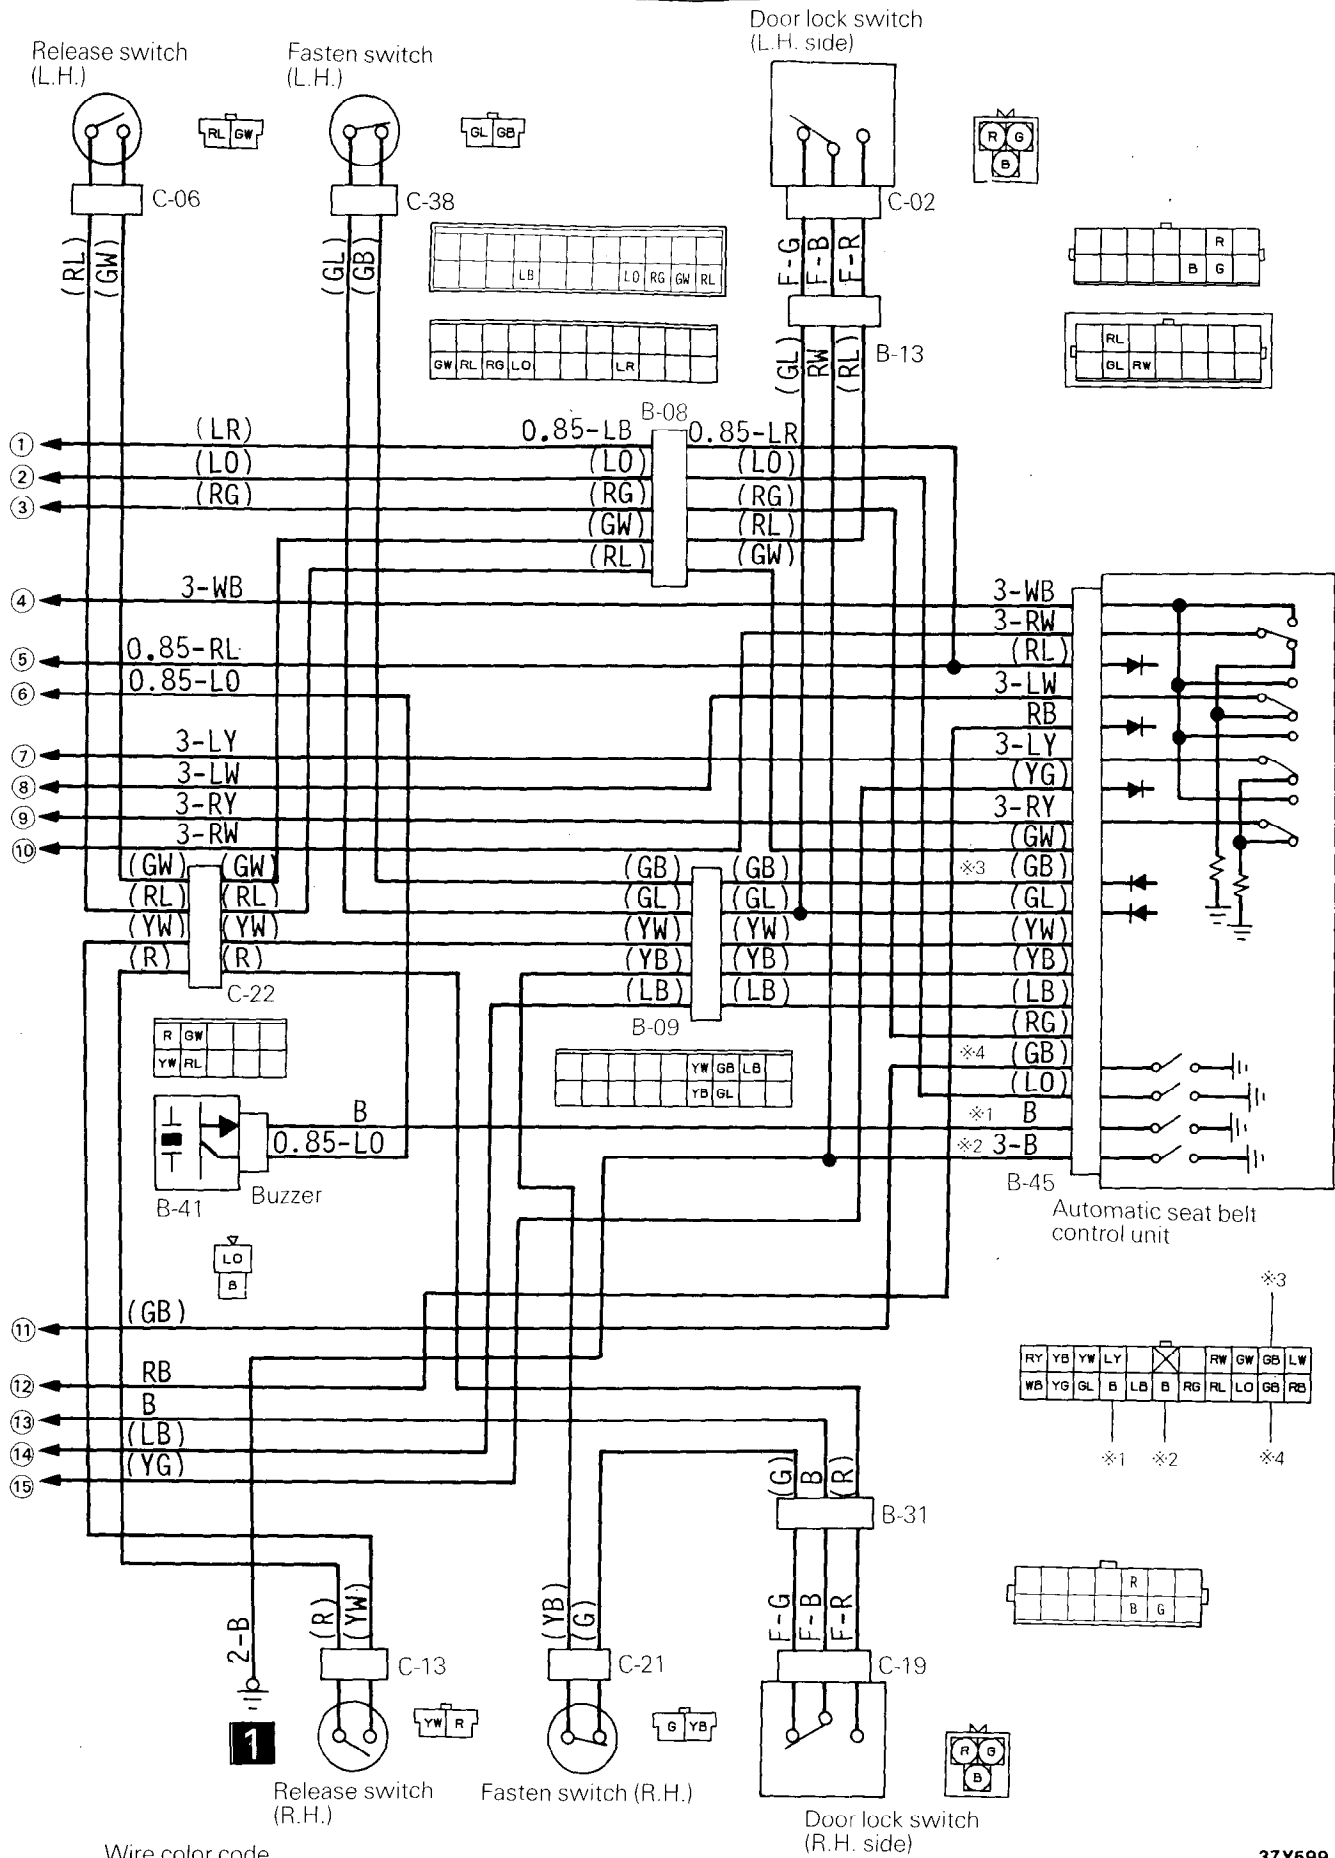 Door lock switch
(L.H. side)
Release switch
(L.H.)
Fasten switch
(L.H.)
RL GW
GL GB
R G
B
C-06
C-38
C-02
(RL)
(GW)
(GL)
(GB)
F-G
F-B
F-R
LB LO RG GW RL
R
B G
B-13
(GL)
RW
(RL)
GW RL RG LO LR
RL
GL RW
B-08
① (LR) 0.85-LB 0.85-LR
② (LO) (LO) (LO)
③ (RG) (RG) (RG)
(GW) (RL)
(RL) (GW)
④ 3-WB 3-WB
3-RW
⑤ 0.85-RL (RL)
⑥ 0.85-LO 3-LW
RB
⑦ 3-LY 3-LY
⑧ 3-LW (YG)
⑨ 3-RY 3-RY
⑩ 3-RW (GW)
(GW) (GW) (GB) (GB) ※3 (GB)
(RL) (RL) (GL) (GL) (GL)
(YW) (YW) (YW) (YW) (YW)
(R) (R) (YB) (YB) (YB)
C-22 (LB) (LB) (LB)
B-09 (RG)
R GW
YW RL
YW GB LB
YB GL
※4 (GB)
(LO)
B ※1 B
0.85-LO ※2 3-B
B-41 Buzzer B-45
Automatic seat belt
control unit
LO
B
⑪ (GB)
※3
RY YB YW LY RW GW GB LW
WB YG GL B LB B RG RL LO GB RB
※1 ※2 ※4
⑫ RB
⑬ B
⑭ (LB)
⑮ (YG)
(G)
B
(R)
B-31
R
B G
2-B
(R)
(YW)
(YB)
(G)
F-G
F-B
F-R
C-13
C-21
C-19
YW R
G YB
R G
B
1
Release switch
(R.H.)
Fasten switch (R.H.)
Door lock switch
(R.H. side)
Wire color code
37Y599